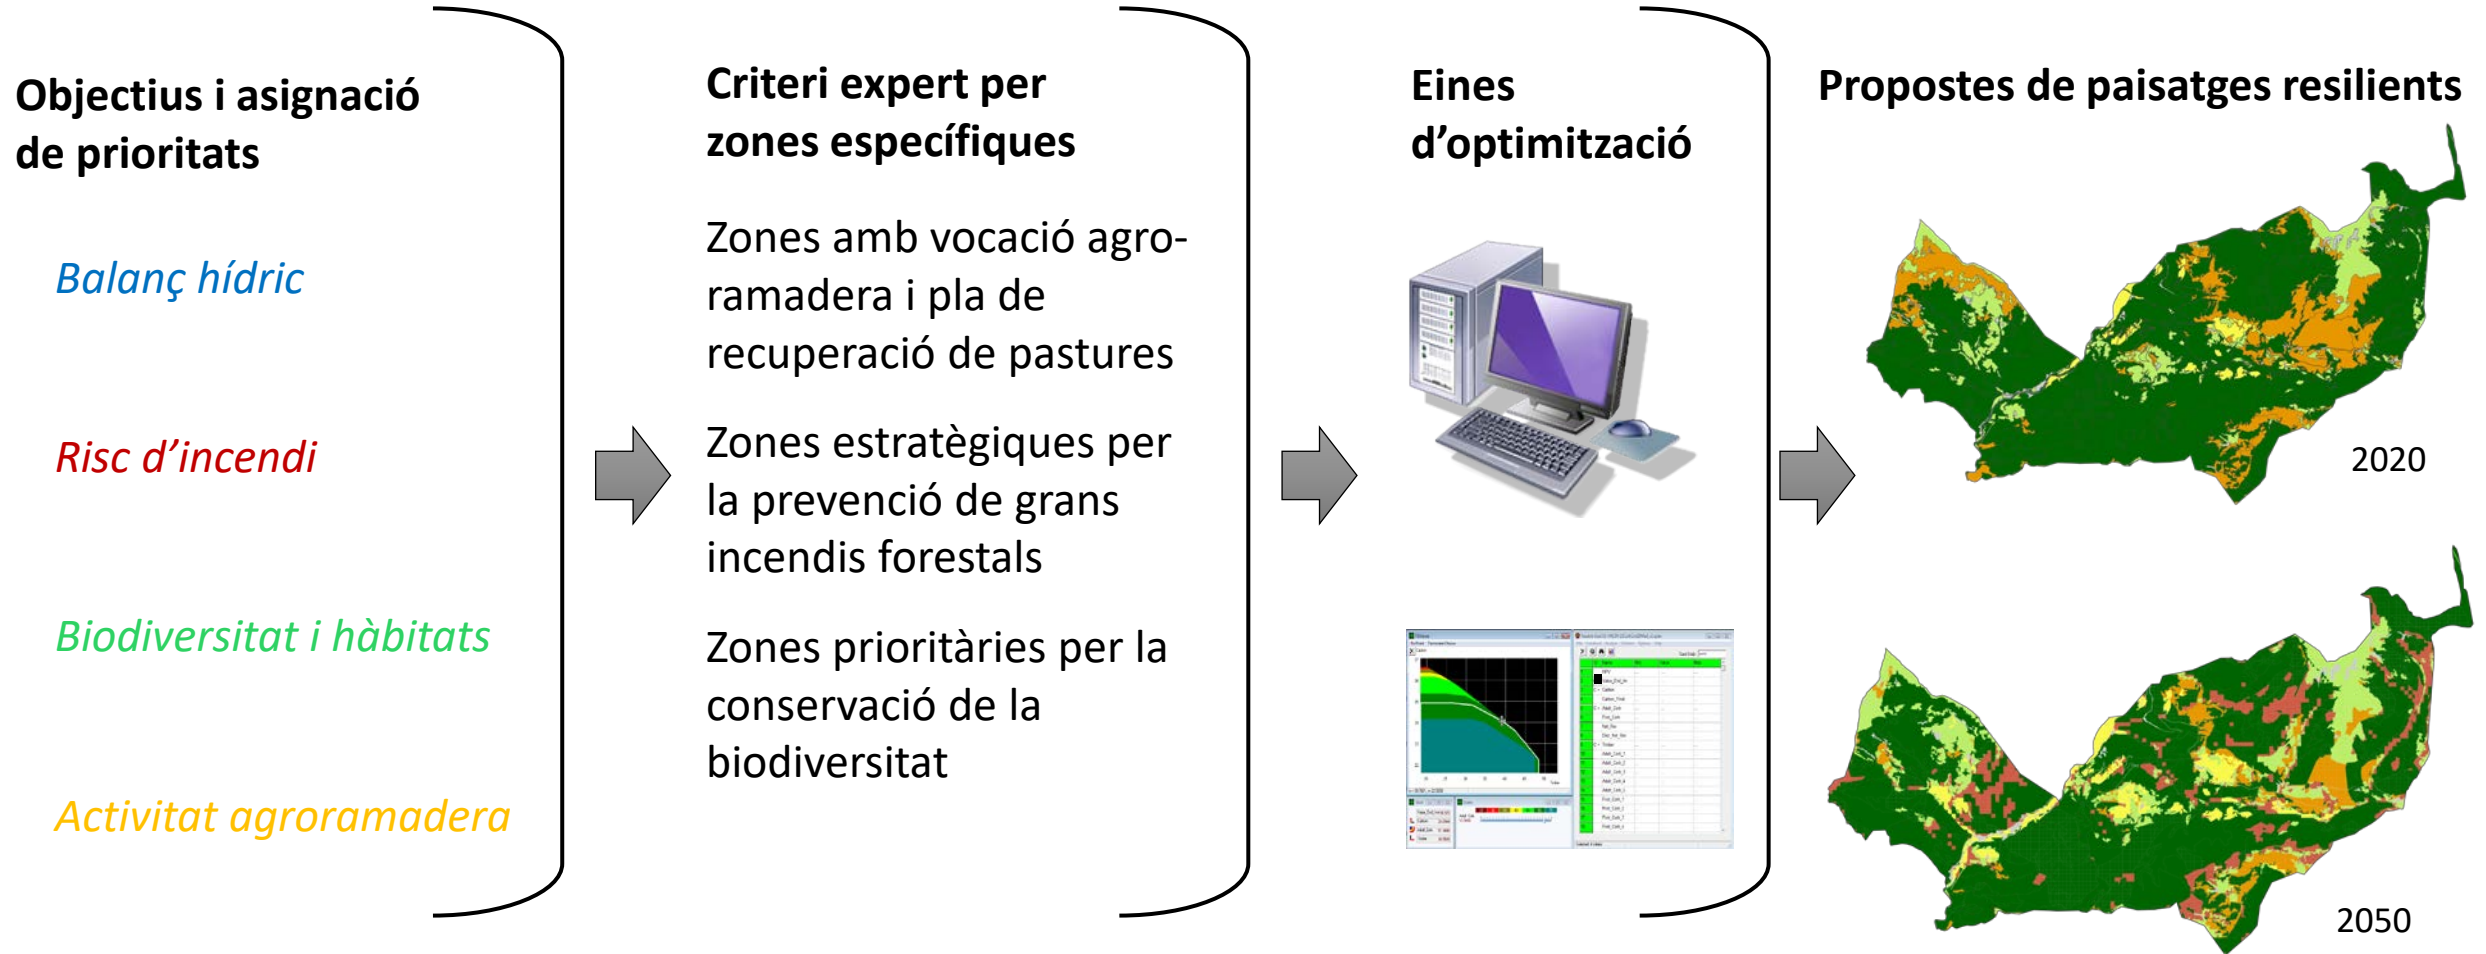 Objectius i asignació
de prioritats
Balanç hídric
Risc d'incendi
Biodiversitat i hàbitats
Activitat agroramadera
Criteri expert per
zones específiques
Zones amb vocació agro-
ramadera i pla de
recuperació de pastures
Zones estratègiques per
la prevenció de grans
incendis forestals
Zones prioritàries per la
conservació de la
biodiversitat
Eines
d'optimització
Propostes de paisatges resilients
2020
2050